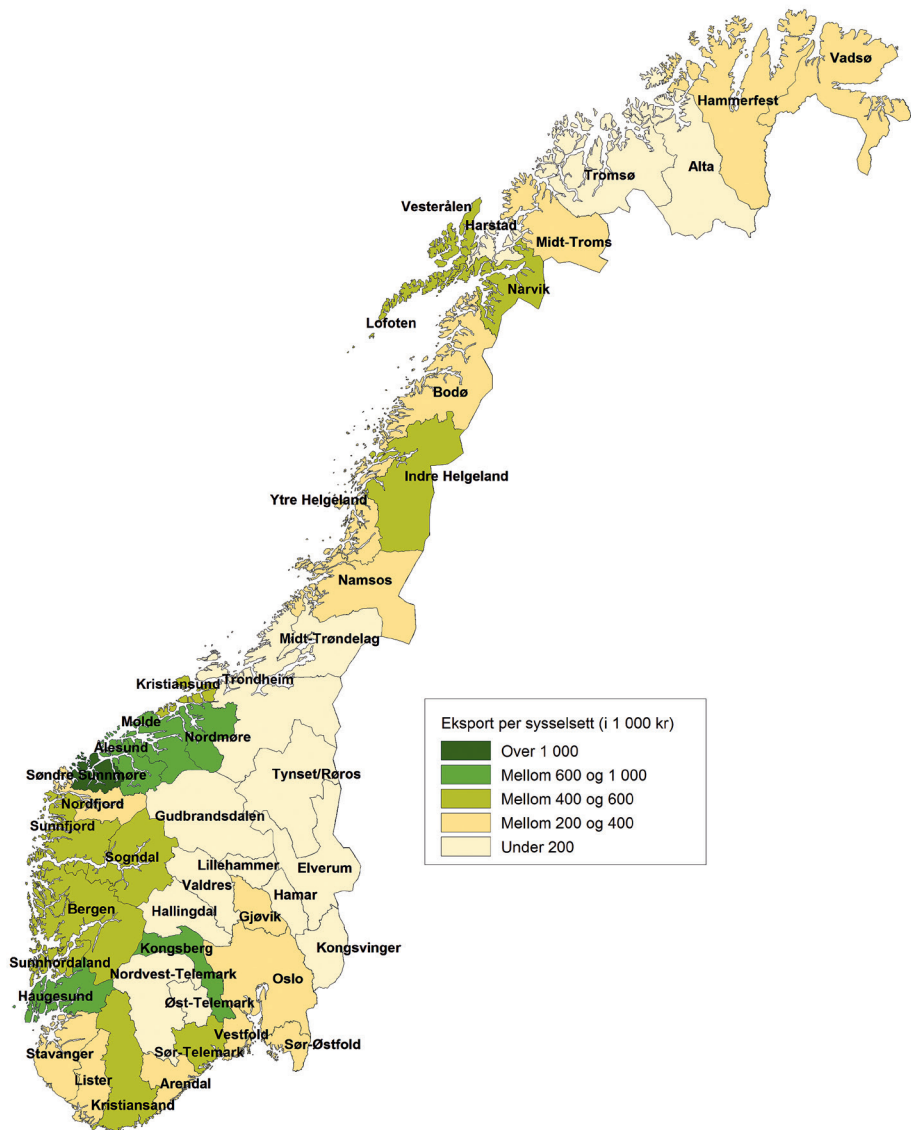 Vadsø
Hammerfest
Alta
Tromsø
Vesterålen
Harstad
Midt-Troms
Narvik
Lofoten
Bodø
Indre Helgeland
Ytre Helgeland
Namsos
Midt-Trøndelag
Trondheim
Kristiansund
Molde
Nordmøre
Ålesund
Søndre Sunnmøre
Tynset/Røros
Nordfjord
Gudbrandsdalen
Sunnfjord
Sogndal
Lillehammer
Elverum
Valdres
Hamar
Bergen
Hallingdal
Gjøvik
Kongsberg
Kongsvinger
Sunnhordaland
Nordvest-Telemark
Oslo
Haugesund
Øst-Telemark
Vestfold
Sør-Østfold
Stavanger
Sør-Telemark
Lister
Arendal
Kristiansand
Eksport per sysselsett (i 1 000 kr)
Over 1 000
Mellom 600 og 1 000
Mellom 400 og 600
Mellom 200 og 400
Under 200